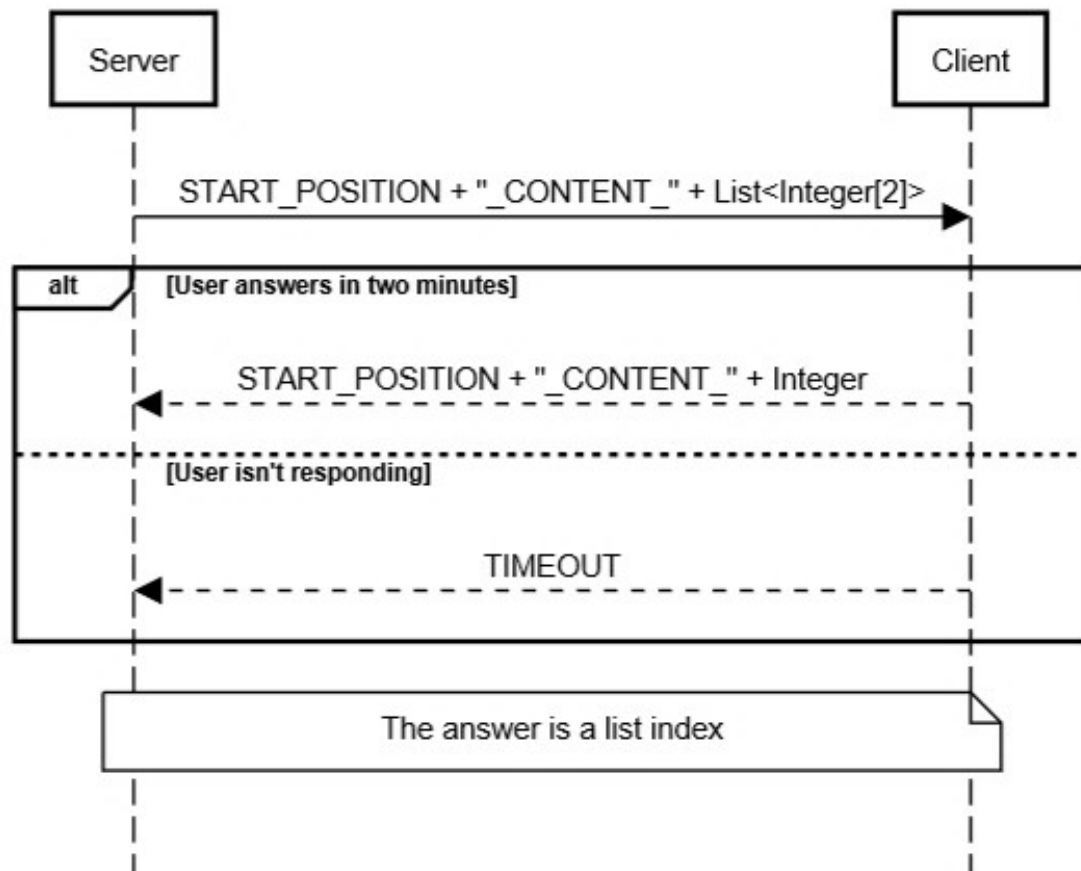 Server
Client
START_POSITION + "_CONTENT_" + List<Integer[2]>
alt
[User answers in two minutes]
START_POSITION + "_CONTENT_" + Integer
[User isn't responding]
TIMEOUT
The answer is a list index